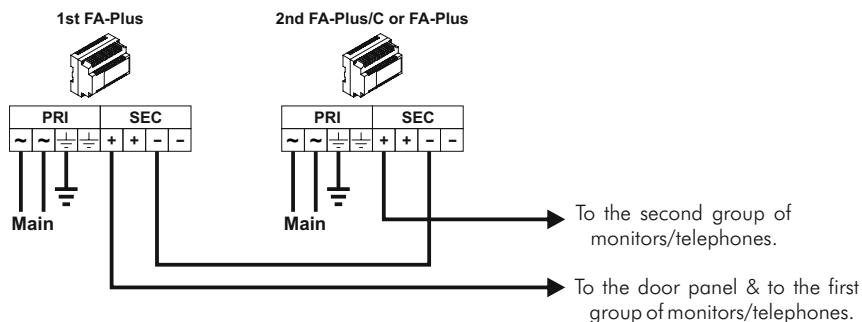 1st FA-Plus
2nd FA-Plus/C or FA-Plus
PRI SEC
~ ~ + + – –
PRI SEC
~ ~ + + – –
Main
Main
To the second group of
monitors/telephones.
To the door panel & to the first
group of monitors/telephones.